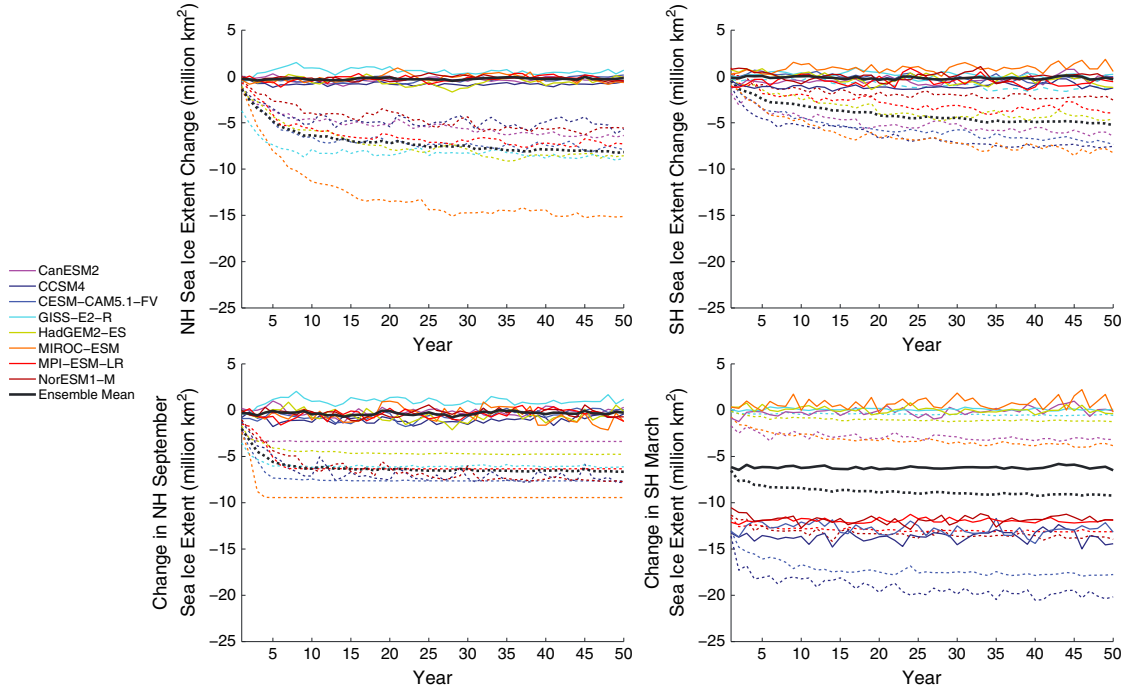 NH Sea Ice Extent Change (million km²)
5
0
−5
−10
−15
−20
−25
5 10 15 20 25 30 35 40 45 50
Year
SH Sea Ice Extent Change (million km²)
5
0
−5
−10
−15
−20
−25
5 10 15 20 25 30 35 40 45 50
Year
CanESM2
CCSM4
CESM−CAM5.1−FV
GISS−E2−R
HadGEM2−ES
MIROC−ESM
MPI−ESM−LR
NorESM1−M
Ensemble Mean
Change in NH September
Sea Ice Extent (million km²)
5
0
−5
−10
−15
−20
−25
5 10 15 20 25 30 35 40 45 50
Year
Change in SH March
Sea Ice Extent (million km²)
5
0
−5
−10
−15
−20
−25
5 10 15 20 25 30 35 40 45 50
Year